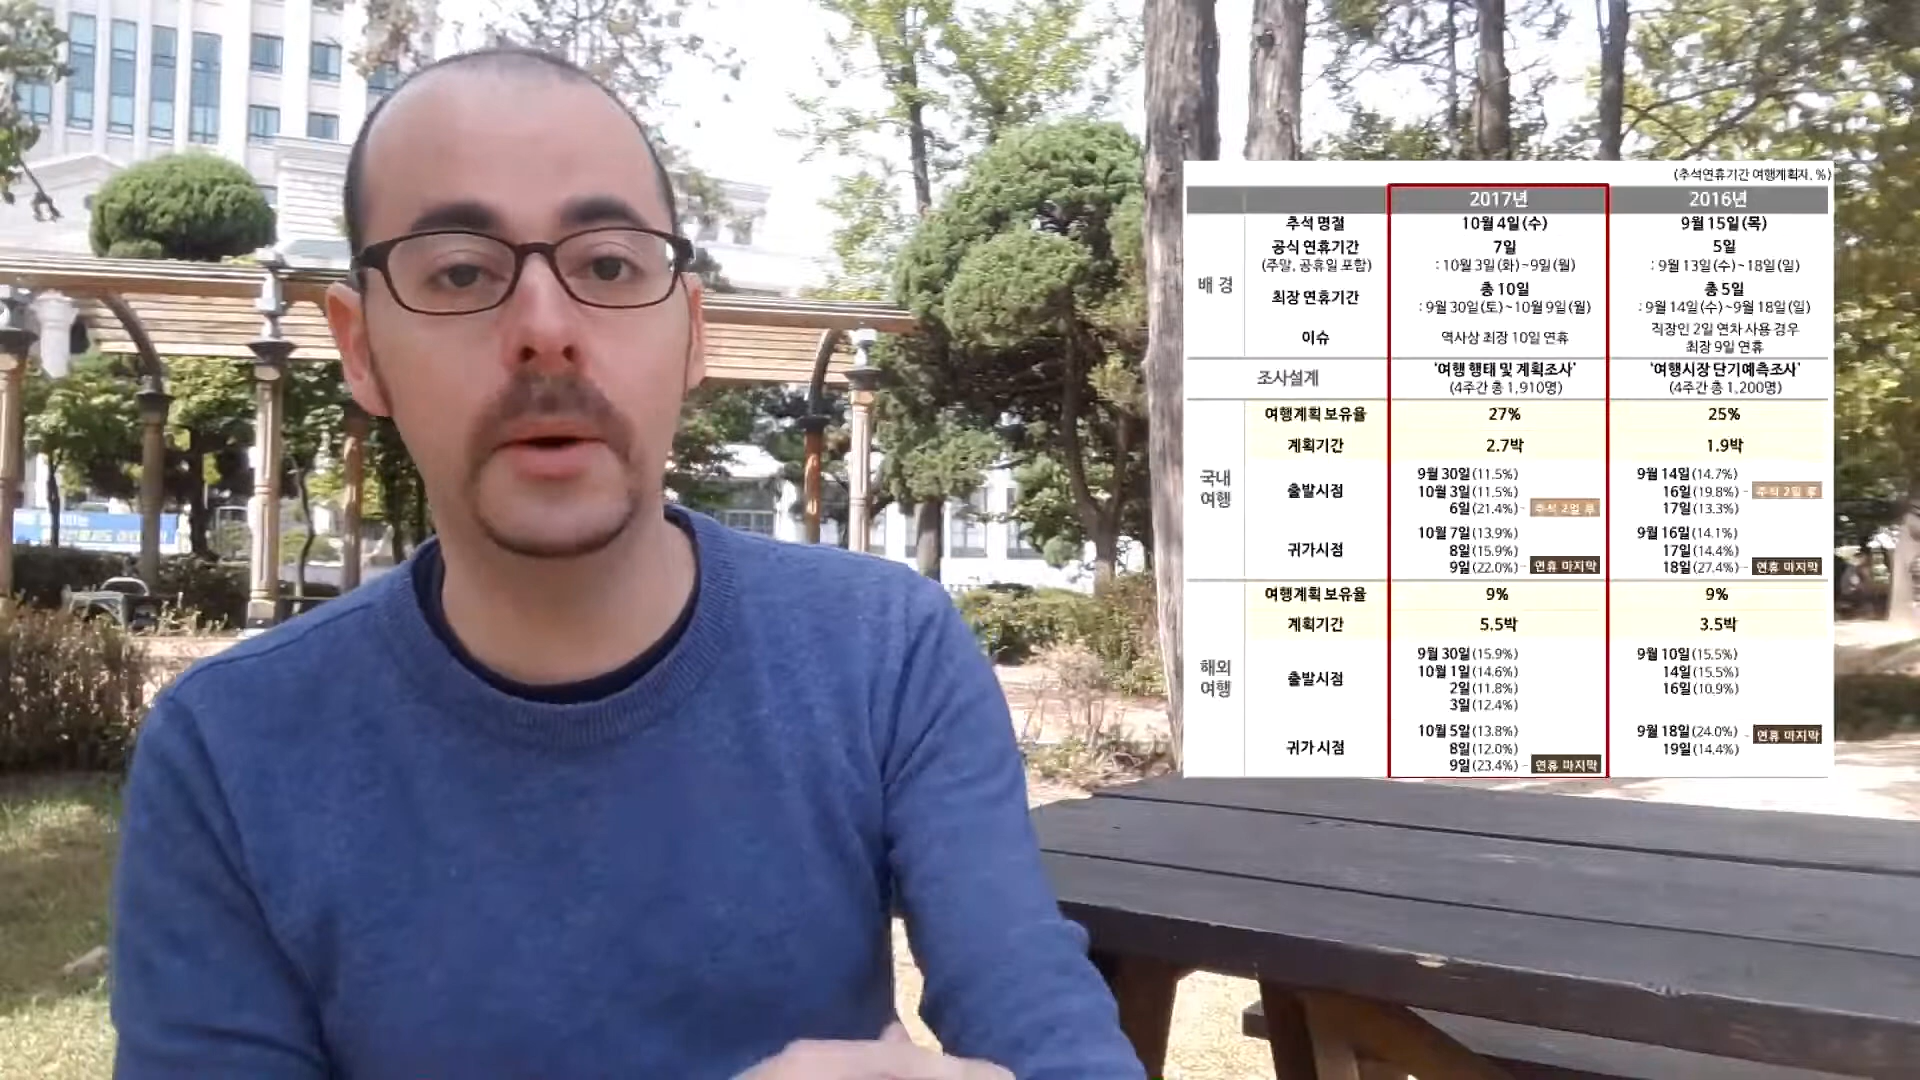 (추석연휴기간 여행계획자, %)
2017년 2016년
배 경
추석 명절 10월 4일(수) 9월 15일(목)
공식 연휴기간 7일 5일
(주말, 공휴일 포함) : 10월 3일(화)~9일(월) : 9월 13일(수)~18일(일)
최장 연휴기간 총 10일 총 5일
: 9월 30일(토)~10월 9일(월) : 9월 14일(수)~9월 18일(일)
이슈 역사상 최장 10일 연휴 직장인 2일 연차 사용 경우
최장 9일 연휴
조사설계 '여행 행태 및 계획조사' '여행시장 단기예측조사'
(4주간 총 1,910명) (4주간 총 1,200명)
국내
여행
여행계획 보유율 27% 25%
계획기간 2.7박 1.9박
출발시점 9월 30일(11.5%) 9월 14일(14.7%)
10월 3일(11.5%) 16일(19.8%) - 추석 2일 후
6일(21.4%) - 추석 2일 후 17일(13.3%)
귀가시점 10월 7일(13.9%) 9월 16일(14.1%)
8일(15.9%) 17일(14.4%)
9일(22.0%) - 연휴 마지막 18일(27.4%) - 연휴 마지막
해외
여행
여행계획 보유율 9% 9%
계획기간 5.5박 3.5박
출발시점 9월 30일(15.9%) 9월 10일(15.5%)
10월 1일(14.6%) 14일(15.5%)
2일(11.8%) 16일(10.9%)
3일(12.4%)
귀가 시점 10월 5일(13.8%) 9월 18일(24.0%) - 연휴 마지막
8일(12.0%) 19일(14.4%)
9일(23.4%) - 연휴 마지막